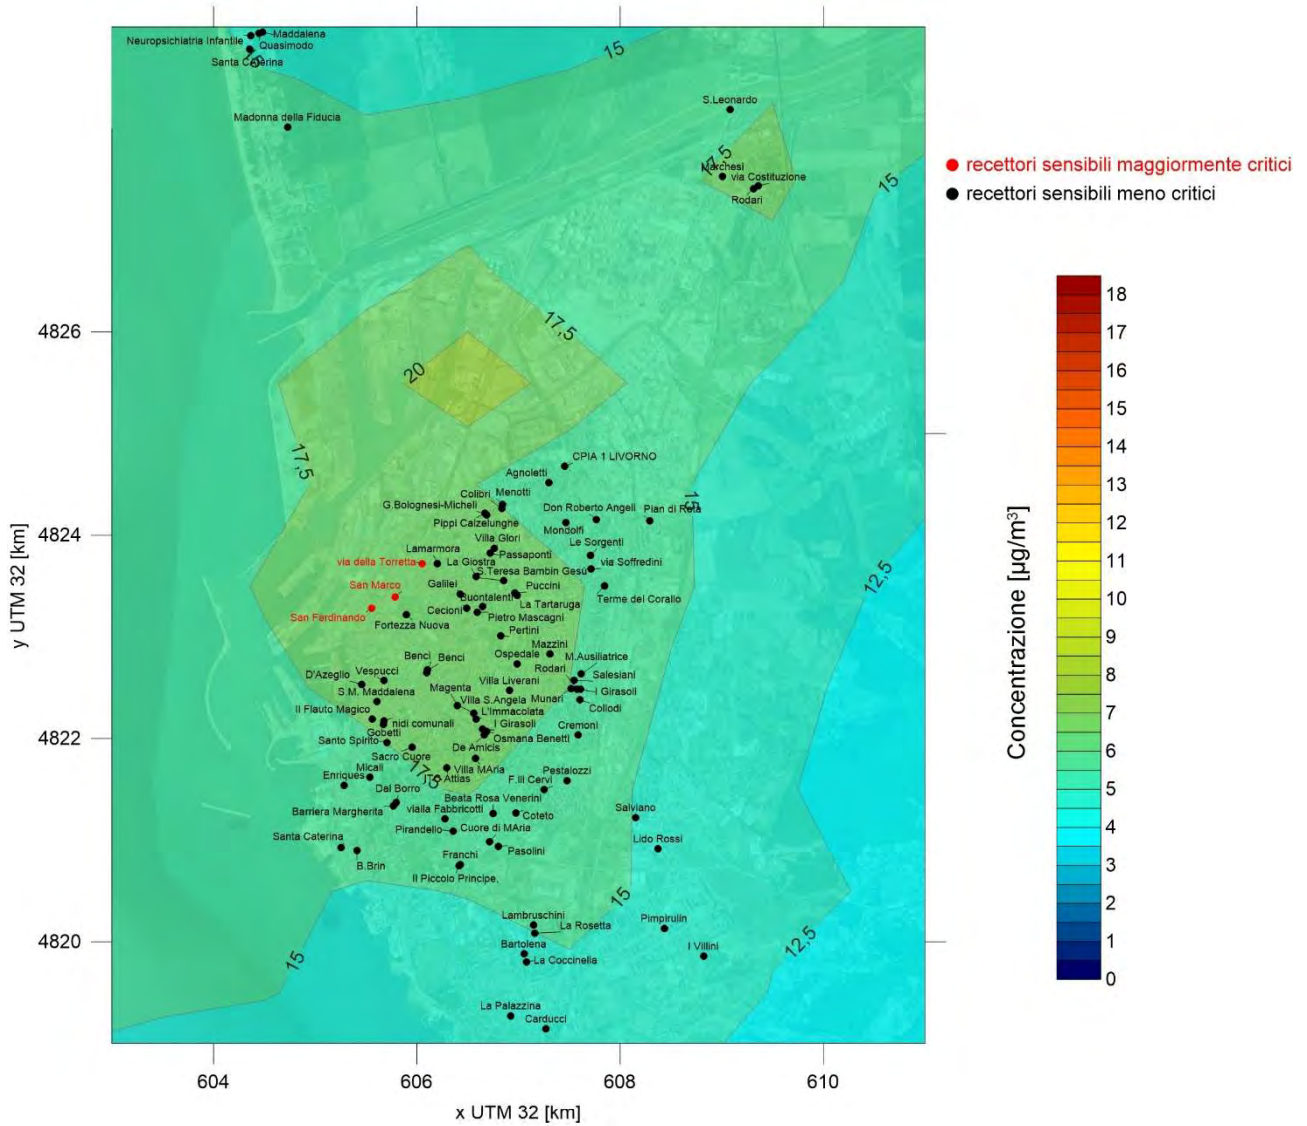 Maddalena
Neuropsichiatria Infantile
Quasimodo
Santa Caterina
15
15
Madonna della Fiducia
S.Leonardo
17,5
Marchesi
via Costituzione
Rodari
15
recettori sensibili maggiormente critici
recettori sensibili meno critici
17,5
20
17,5
4826
CPIA 1 LIVORNO
Agnoletti
Colibri
Menotti
G.Bolognesi-Micheli
Pippi Calzelunghe
Don Roberto Angeli
Pian di Rota
15
Mondolfi
Villa Glori
4824
Lamarmora
Passaponti
Le Sorgenti
via della Torretta
La Giostra
via Soffredini
S.Teresa Bambin Gesù
12,5
San Marco
Galilei
Puccini
Buontalenti
Terme del Corallo
San Ferdinando
Cecioni
La Tartaruga
Fortezza Nuova
Pietro Mascagni
Pertini
Mazzini
Benci
Benci
Ospedale
M.Ausiliatrice
D'Azeglio
Vespucci
Rodari
Salesiani
S.M. Maddalena
Magenta
Villa Liverani
Munari
I Girasoli
Il Flauto Magico
Villa S.Angela
Collodi
nidi comunali
L'Immacolata
I Girasoli
Cremoni
Gobetti
Santo Spirito
Osmana Benetti
4822
Sacro Cuore
De Amicis
Micali
17,5
Villa MAria
Pestalozzi
Enriques
ITC Attias
F.lli Cervi
Dal Borro
Beata Rosa Venerini
Barriera Margherita
vialla Fabbricotti
Coteto
Salviano
Pirandello
Cuore di MAria
Santa Caterina
Lido Rossi
B.Brin
Franchi
Pasolini
Il Piccolo Principe,
15
Lambruschini
La Rosetta
Pimpirulin
4820
Bartolena
La Coccinella
I Villini
12,5
15
La Palazzina
Carducci
604
606
608
610
x UTM 32 [km]
y UTM 32 [km]
Concentrazione [µg/m³]
18
17
16
15
14
13
12
11
10
9
8
7
6
5
4
3
2
1
0